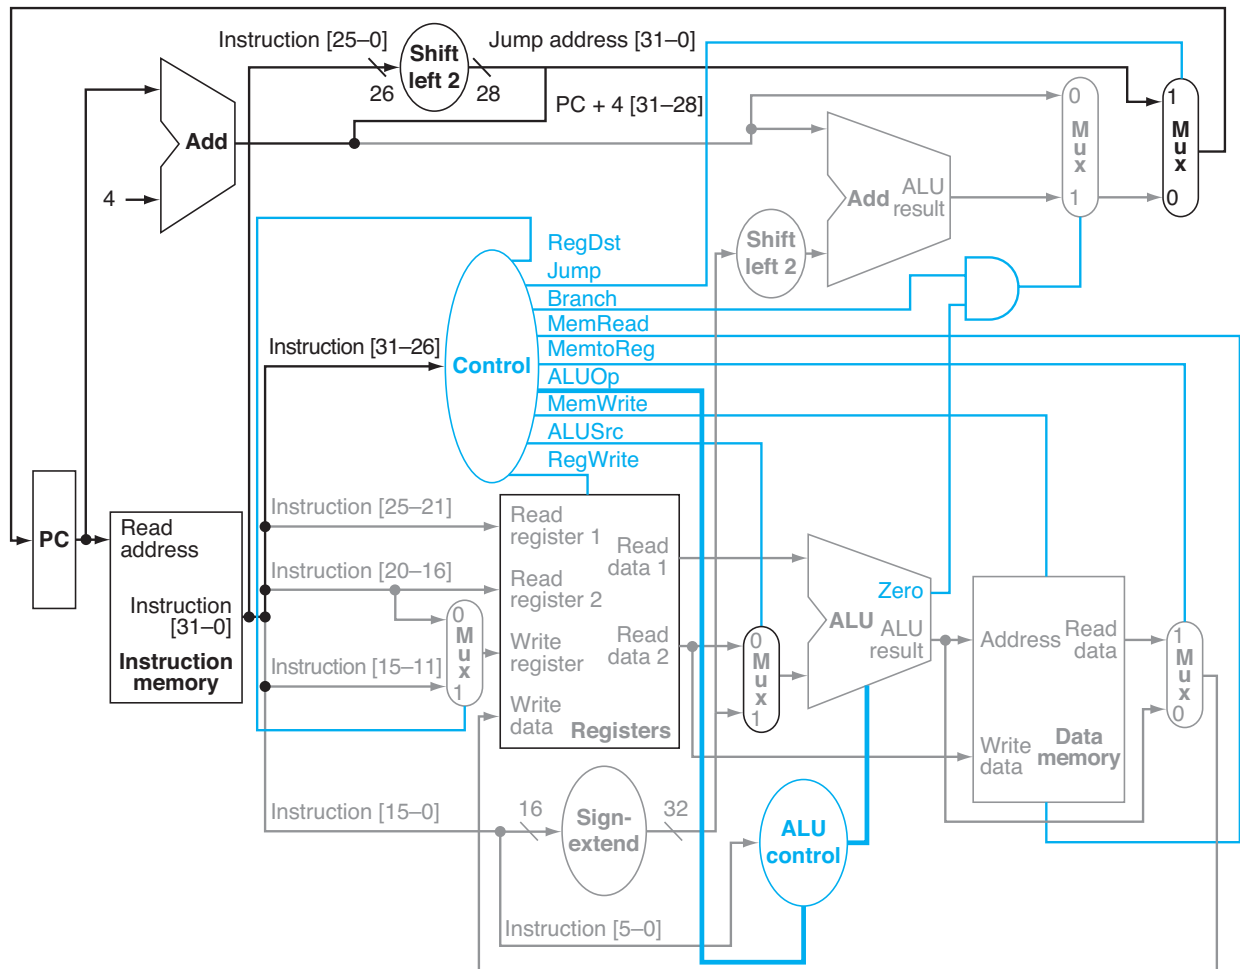 Instruction [25–0]
Shift
left 2
Jump address [31–0]
26
28
PC + 4 [31–28]
Add
4
0
M
u
x
1
1
M
u
x
0
Add
ALU
result
Shift
left 2
RegDst
Jump
Branch
MemRead
MemtoReg
ALUOp
MemWrite
ALUSrc
RegWrite
Instruction [31–26]
Control
PC
Read
address
Instruction
[31–0]
Instruction
memory
Instruction [25–21]
Instruction [20–16]
Instruction [15–11]
0
M
u
x
1
Read
register 1
Read
register 2
Write
register
Write
data
Read
data 1
Read
data 2
Registers
0
M
u
x
1
Zero
ALU
ALU
result
Address
Read
data
Write
data
Data
memory
1
M
u
x
0
Instruction [15–0]
16
Sign-
extend
32
ALU
control
Instruction [5–0]